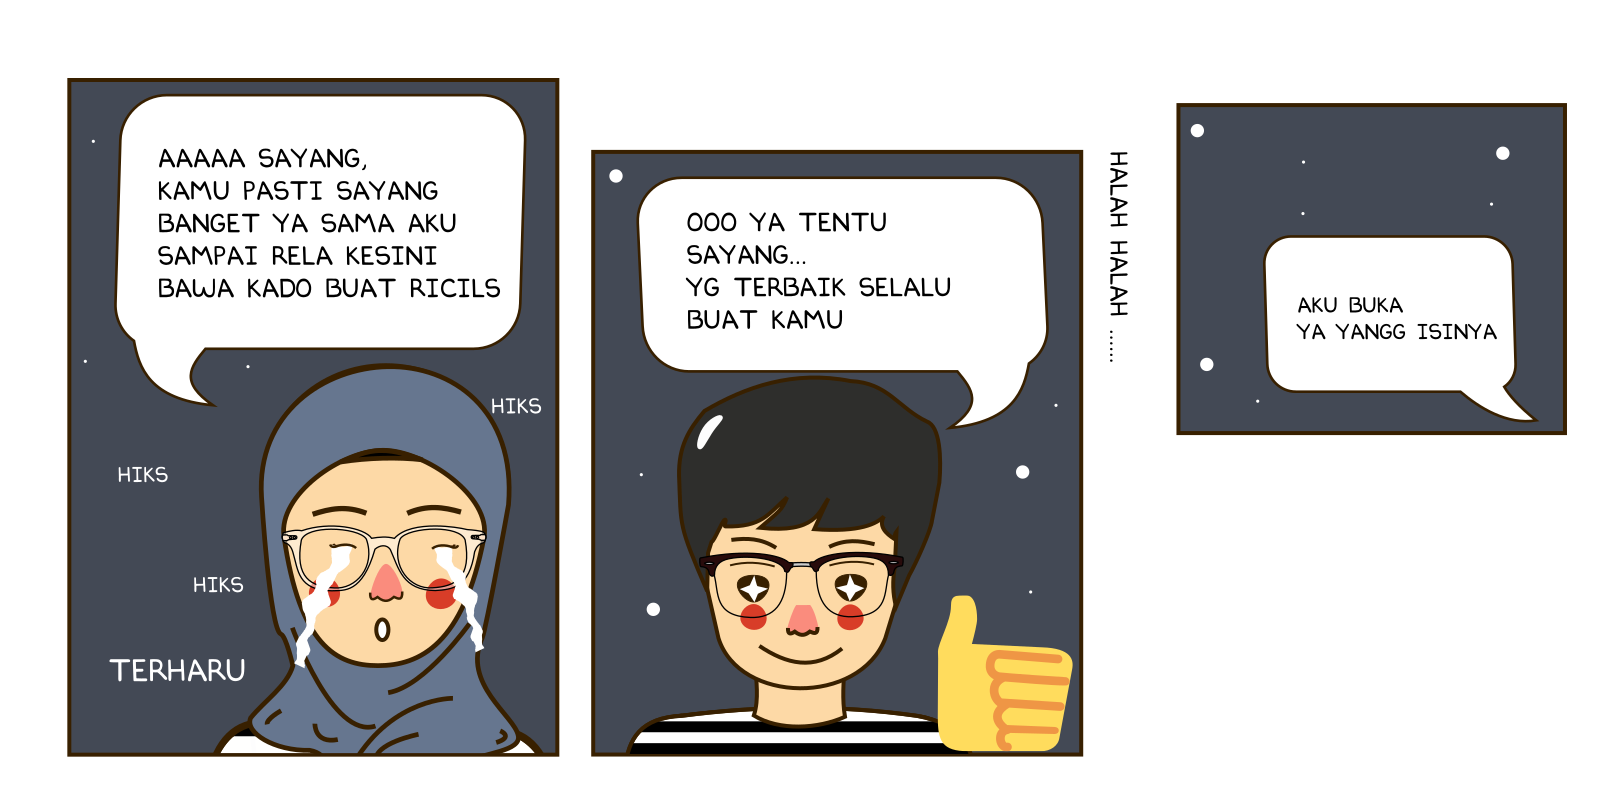 AAAAA SAYANG,
KAMU PASTI SAYANG
BANGET YA SAMA AKU
SAMPAI RELA KESINI
BAWA KADO BUAT RICILS
HIKS
HIKS
HIKS
TERHARU
OOO YA TENTU
SAYANG...
YG TERBAIK SELALU
BUAT KAMU
HALAH HALAH ......
AKU BUKA
YA YANGG ISINYA